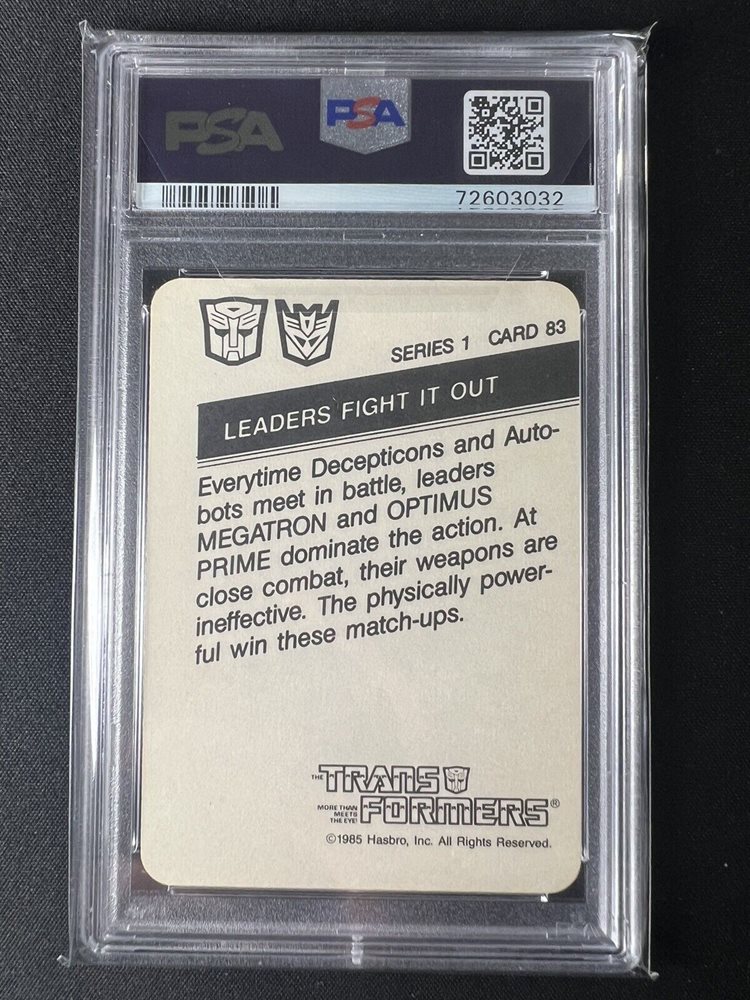 PSA
PSA
72603032
SERIES 1 CARD 83
LEADERS FIGHT IT OUT
Everytime Decepticons and Auto-
bots meet in battle, leaders
MEGATRON and OPTIMUS
PRIME dominate the action. At
close combat, their weapons are
ineffective. The physically power-
ful win these match-ups.
THE TRANS
MORE THAN
MEETS
THE EYE!
FORMERS®
©1985 Hasbro, Inc. All Rights Reserved.